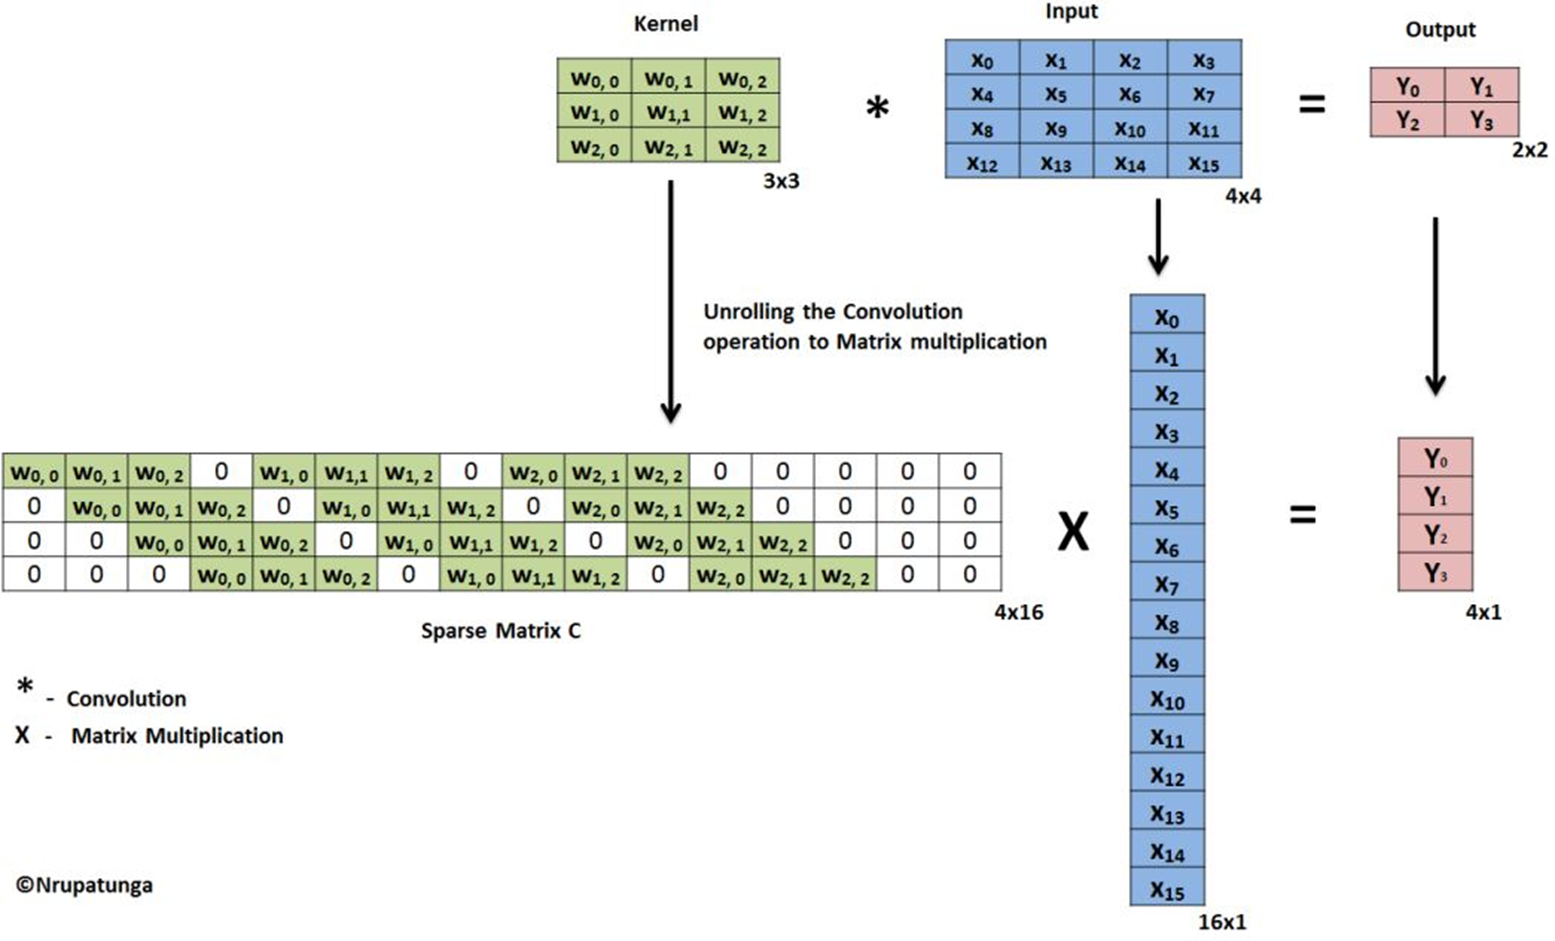 Kernel
Input
Output
W0, 0 W0, 1 W0, 2
W1, 0 W1,1 W1, 2
W2, 0 W2, 1 W2, 2
3x3
*
X0 X1 X2 X3
X4 X5 X6 X7
X8 X9 X10 X11
X12 X13 X14 X15
4x4
=
Y0 Y1
Y2 Y3
2x2
Unrolling the Convolution
operation to Matrix multiplication
W0, 0 W0, 1 W0, 2 0 W1, 0 W1,1 W1, 2 0 W2, 0 W2, 1 W2, 2 0 0 0 0 0
0 W0, 0 W0, 1 W0, 2 0 W1, 0 W1,1 W1, 2 0 W2, 0 W2, 1 W2, 2 0 0 0 0
0 0 W0, 0 W0, 1 W0, 2 0 W1, 0 W1,1 W1, 2 0 W2, 0 W2, 1 W2, 2 0 0 0
0 0 0 W0, 0 W0, 1 W0, 2 0 W1, 0 W1,1 W1, 2 0 W2, 0 W2, 1 W2, 2 0 0
4x16
Sparse Matrix C
X
X0
X1
X2
X3
X4
X5
X6
X7
X8
X9
X10
X11
X12
X13
X14
X15
16x1
=
Y0
Y1
Y2
Y3
4x1
* - Convolution
X - Matrix Multiplication
©Nrupatunga